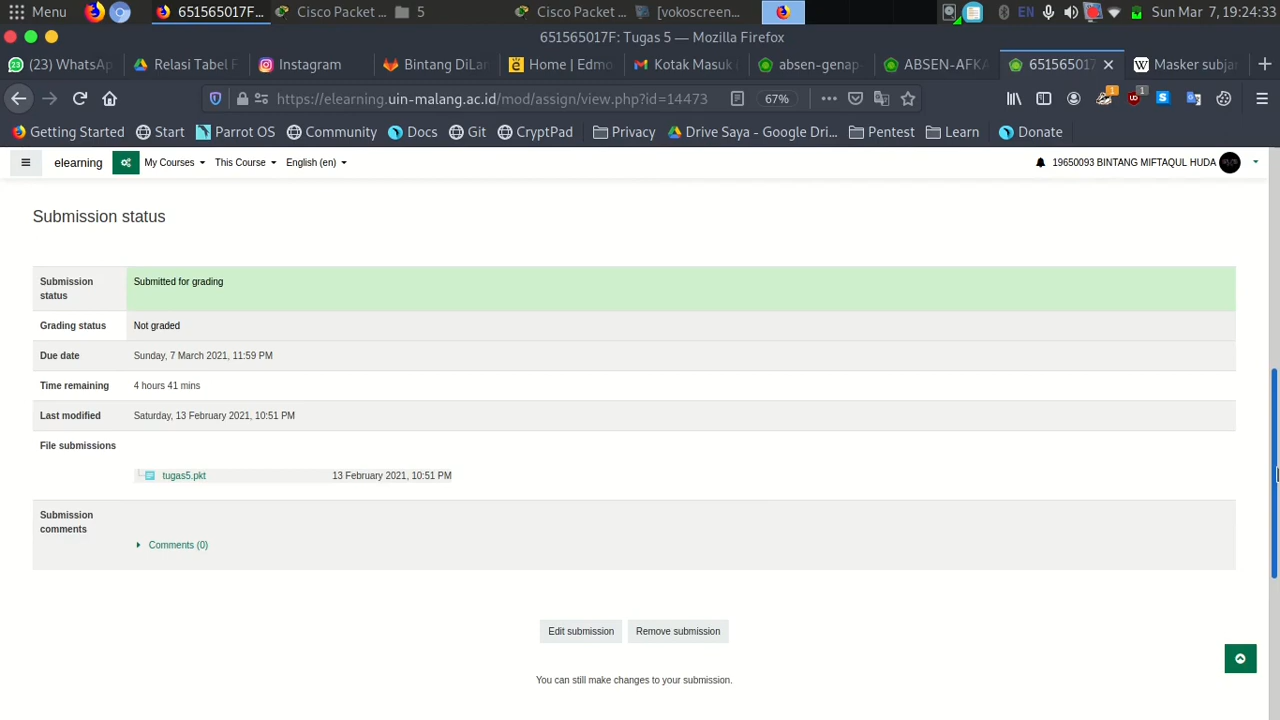 Menu 651565017F... Cisco Packet ... 5 Cisco Packet ... [vokoscreen... EN Sun Mar 7, 19:24:33
651565017F: Tugas 5 — Mozilla Firefox
(23) WhatsAp Relasi Tabel F Instagram Bintang DiLar Home | Edmo Kotak Masuk absen-genap- ABSEN-AFKA 65156501 Masker subjar
https://elearning.uin-malang.ac.id/mod/assign/view.php?id=14473 67% 1 1
Getting Started Start Parrot OS Community Docs Git CryptPad Privacy Drive Saya - Google Dri... Pentest Learn Donate
elearning My Courses This Course English (en) 19650093 BINTANG MIFTAQUL HUDA
Submission status
Submission status Submitted for grading
Grading status Not graded
Due date Sunday, 7 March 2021, 11:59 PM
Time remaining 4 hours 41 mins
Last modified Saturday, 13 February 2021, 10:51 PM
File submissions
tugas5.pkt 13 February 2021, 10:51 PM
Submission comments
Comments (0)
Edit submission Remove submission
You can still make changes to your submission.